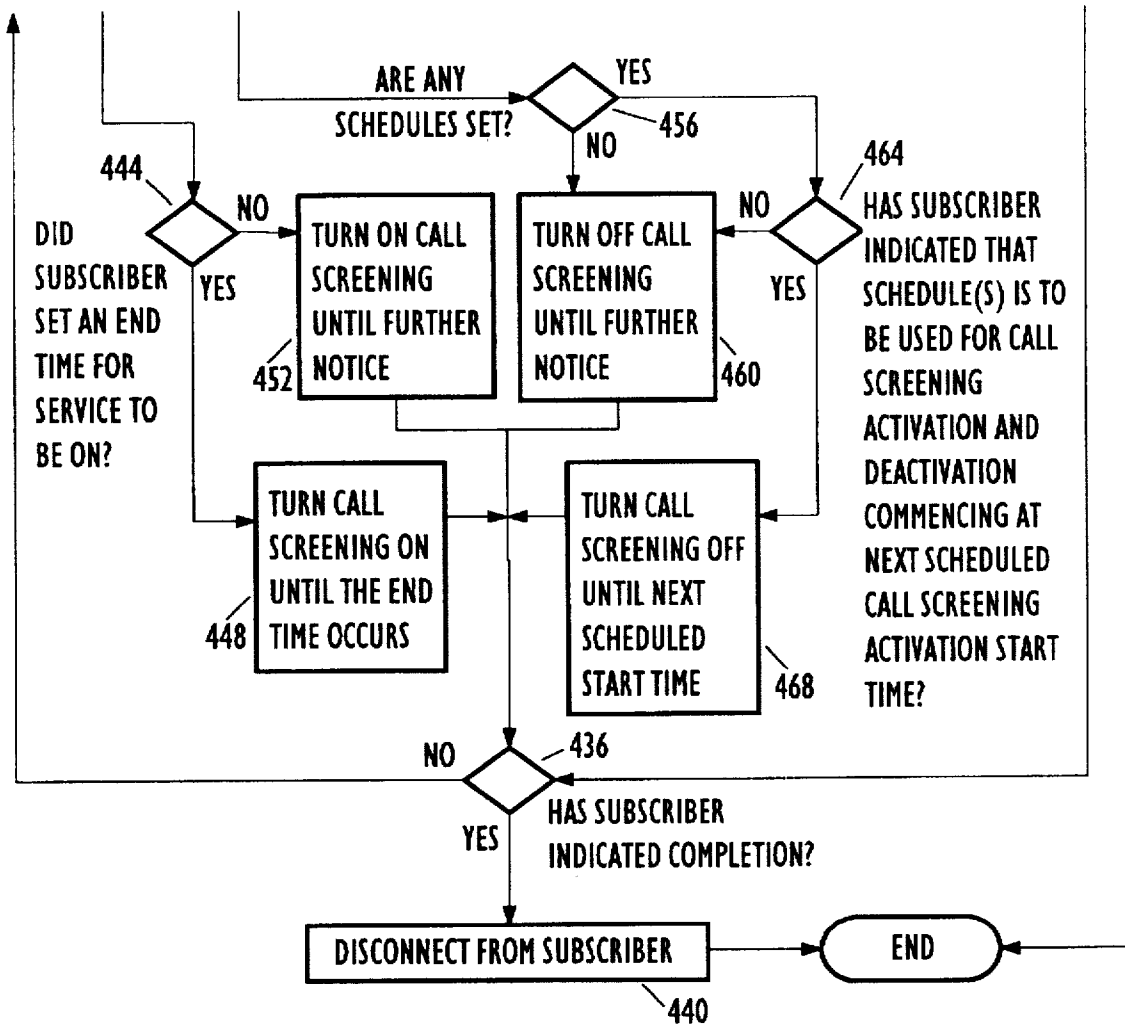 ARE ANY
SCHEDULES SET?
YES
456
NO
444
DID
SUBSCRIBER
SET AN END
TIME FOR
SERVICE TO
BE ON?
NO
YES
TURN ON CALL
SCREENING
UNTIL FURTHER
NOTICE
452
TURN OFF CALL
SCREENING
UNTIL FURTHER
NOTICE
460
NO
YES
464
HAS SUBSCRIBER
INDICATED THAT
SCHEDULE(S) IS TO
BE USED FOR CALL
SCREENING
ACTIVATION AND
DEACTIVATION
COMMENCING AT
NEXT SCHEDULED
CALL SCREENING
ACTIVATION START
TIME?
TURN CALL
SCREENING ON
UNTIL THE END
TIME OCCURS
448
TURN CALL
SCREENING OFF
UNTIL NEXT
SCHEDULED
START TIME
468
NO
436
YES
HAS SUBSCRIBER
INDICATED COMPLETION?
DISCONNECT FROM SUBSCRIBER
440
END